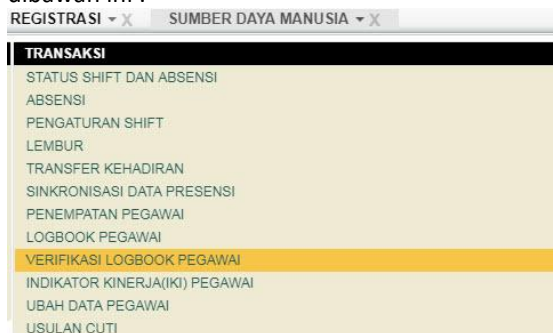 REGISTRASI X SUMBER DAYA MANUSIA X
TRANSAKSI
STATUS SHIFT DAN ABSENSI
ABSENSI
PENGATURAN SHIFT
LEMBUR
TRANSFER KEHADIRAN
SINKRONISASI DATA PRESENSI
PENEMPATAN PEGAWAI
LOGBOOK PEGAWAI
VERIFIKASI LOGBOOK PEGAWAI
INDIKATOR KINERJA(IKI) PEGAWAI
UBAH DATA PEGAWAI
USULAN CUTI